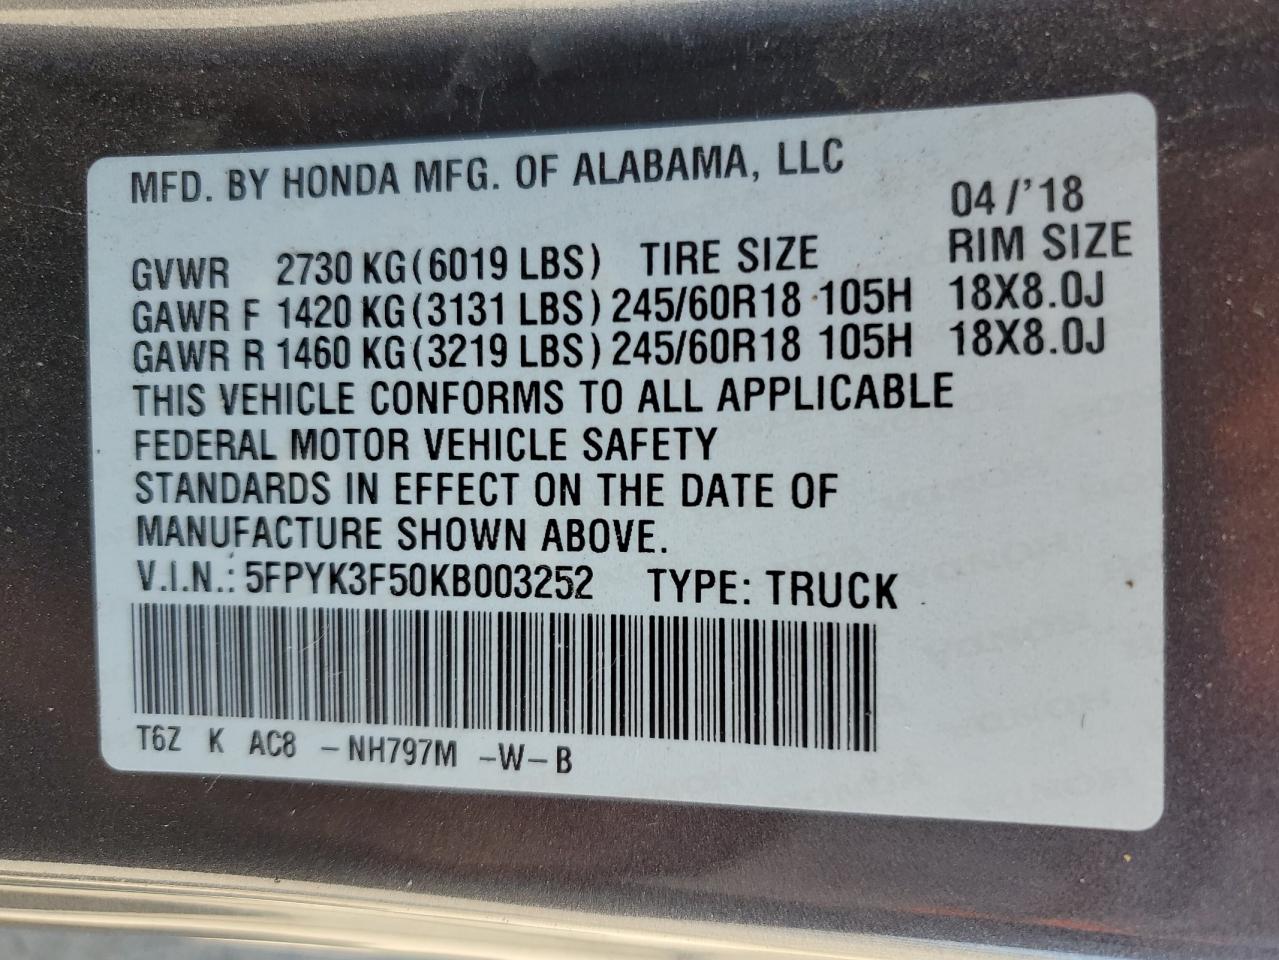 MFD. BY HONDA MFG. OF ALABAMA, LLC
04/'18
GVWR 2730 KG(6019 LBS) TIRE SIZE RIM SIZE
GAWR F 1420 KG(3131 LBS) 245/60R18 105H 18X8.0J
GAWR R 1460 KG(3219 LBS) 245/60R18 105H 18X8.0J
THIS VEHICLE CONFORMS TO ALL APPLICABLE
FEDERAL MOTOR VEHICLE SAFETY
STANDARDS IN EFFECT ON THE DATE OF
MANUFACTURE SHOWN ABOVE.
V.I.N.: 5FPYK3F50KB003252 TYPE: TRUCK
T6Z K AC8 -NH797M -W-B